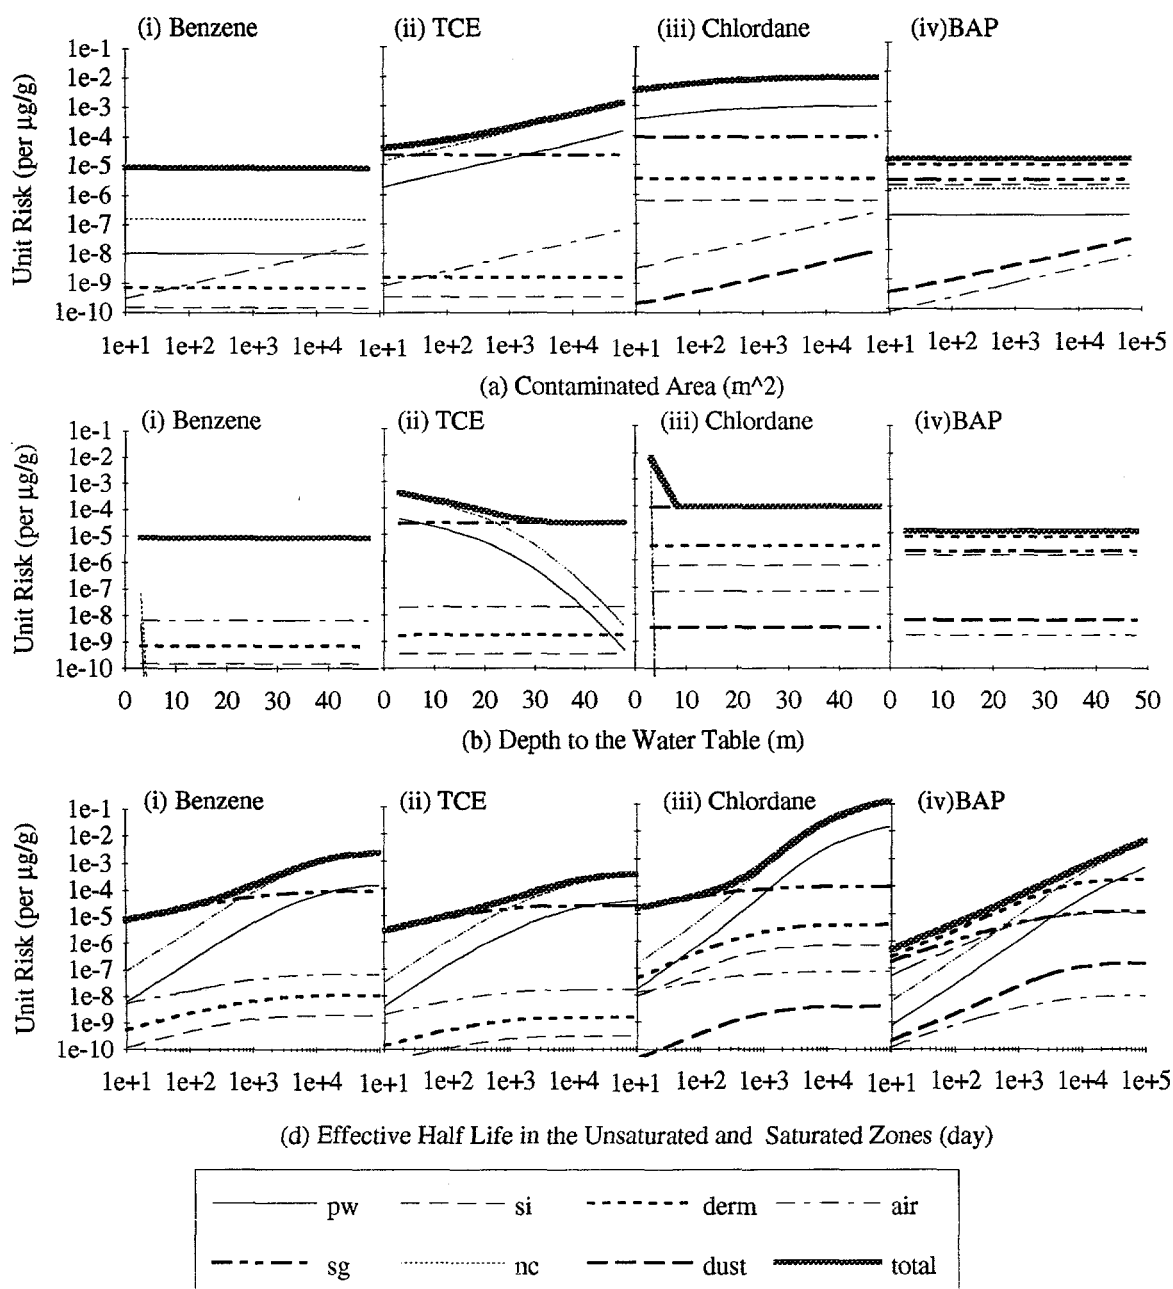 (i) Benzene (ii) TCE (iii) Chlordane (iv)BAP
Unit Risk (per µg/g)
1e-1
1e-2
1e-3
1e-4
1e-5
1e-6
1e-7
1e-8
1e-9
1e-10
1e+1 1e+2 1e+3 1e+4 1e+1 1e+2 1e+3 1e+4 1e+1 1e+2 1e+3 1e+4 1e+1 1e+2 1e+3 1e+4 1e+5
(a) Contaminated Area (m^2)
(i) Benzene (ii) TCE (iii) Chlordane (iv)BAP
Unit Risk (per µg/g)
1e-1
1e-2
1e-3
1e-4
1e-5
1e-6
1e-7
1e-8
1e-9
1e-10
0 10 20 30 40 0 10 20 30 40 0 10 20 30 40 0 10 20 30 40 50
(b) Depth to the Water Table (m)
(i) Benzene (ii) TCE (iii) Chlordane (iv)BAP
Unit Risk (per µg/g)
1e-1
1e-2
1e-3
1e-4
1e-5
1e-6
1e-7
1e-8
1e-9
1e-10
1e+1 1e+2 1e+3 1e+4 1e+1 1e+2 1e+3 1e+4 1e+1 1e+2 1e+3 1e+4 1e+1 1e+2 1e+3 1e+4 1e+5
(d) Effective Half Life in the Unsaturated and Saturated Zones (day)
pw si derm air
sg nc dust total